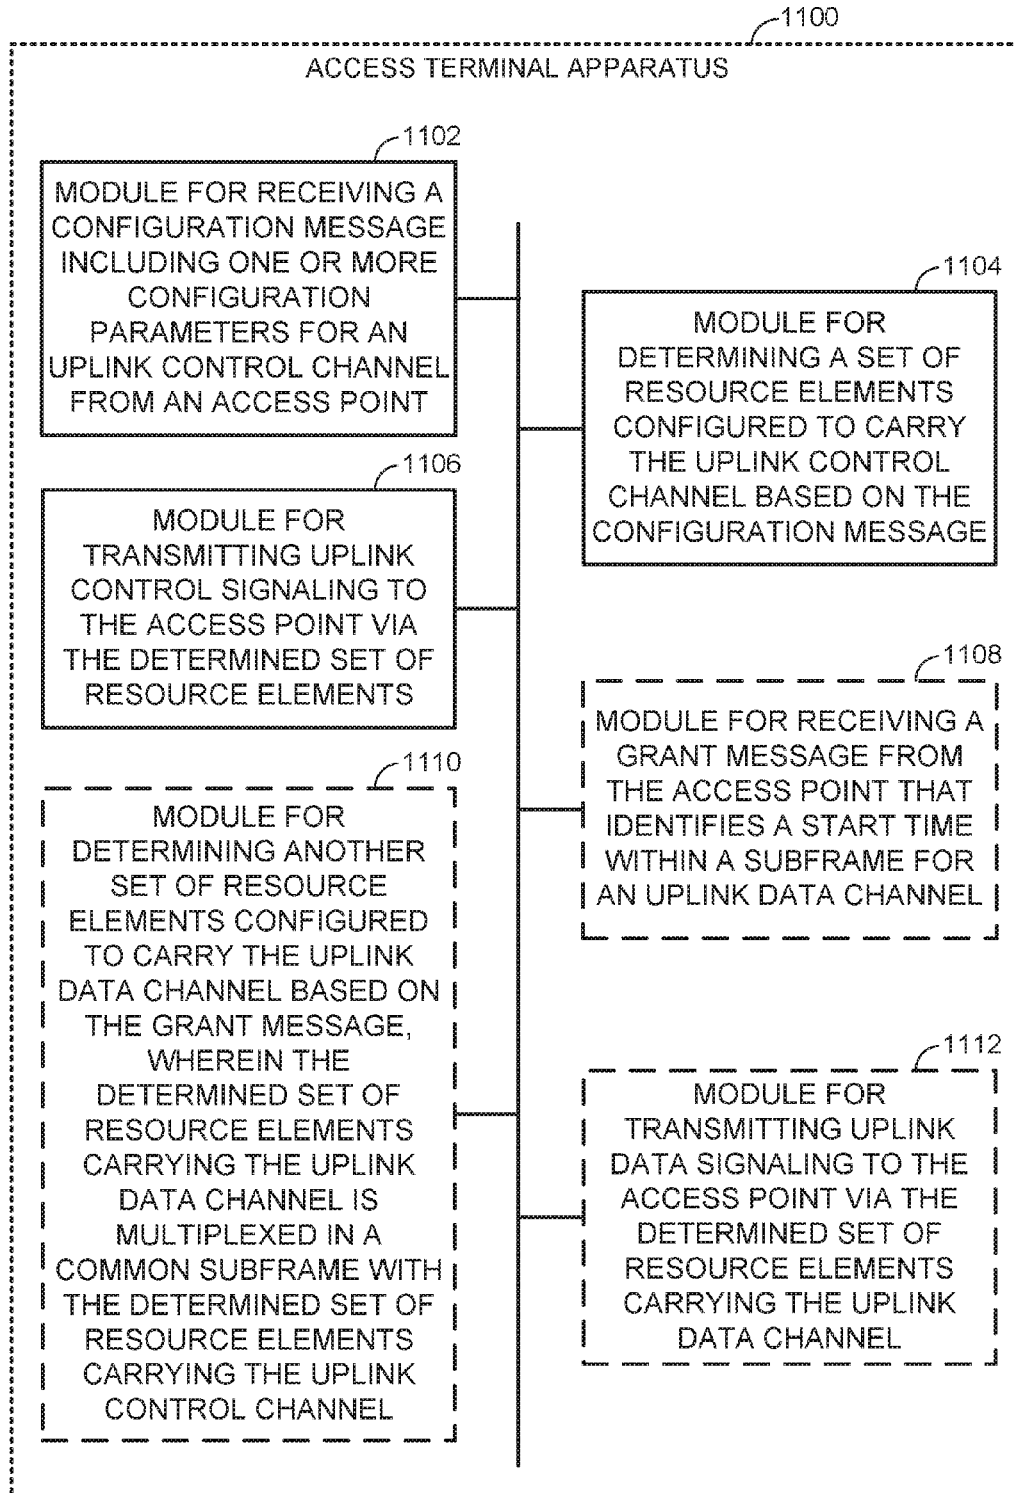 1100
ACCESS TERMINAL APPARATUS
1102
MODULE FOR RECEIVING A
CONFIGURATION MESSAGE
INCLUDING ONE OR MORE
CONFIGURATION
PARAMETERS FOR AN
UPLINK CONTROL CHANNEL
FROM AN ACCESS POINT
1104
MODULE FOR
DETERMINING A SET OF
RESOURCE ELEMENTS
CONFIGURED TO CARRY
THE UPLINK CONTROL
CHANNEL BASED ON THE
CONFIGURATION MESSAGE
1106
MODULE FOR
TRANSMITTING UPLINK
CONTROL SIGNALING TO
THE ACCESS POINT VIA
THE DETERMINED SET OF
RESOURCE ELEMENTS
1108
MODULE FOR RECEIVING A
GRANT MESSAGE FROM
THE ACCESS POINT THAT
IDENTIFIES A START TIME
WITHIN A SUBFRAME FOR
AN UPLINK DATA CHANNEL
1110
MODULE FOR
DETERMINING ANOTHER
SET OF RESOURCE
ELEMENTS CONFIGURED
TO CARRY THE UPLINK
DATA CHANNEL BASED ON
THE GRANT MESSAGE,
WHEREIN THE
DETERMINED SET OF
RESOURCE ELEMENTS
CARRYING THE UPLINK
DATA CHANNEL IS
MULTIPLEXED IN A
COMMON SUBFRAME WITH
THE DETERMINED SET OF
RESOURCE ELEMENTS
CARRYING THE UPLINK
CONTROL CHANNEL
1112
MODULE FOR
TRANSMITTING UPLINK
DATA SIGNALING TO THE
ACCESS POINT VIA THE
DETERMINED SET OF
RESOURCE ELEMENTS
CARRYING THE UPLINK
DATA CHANNEL